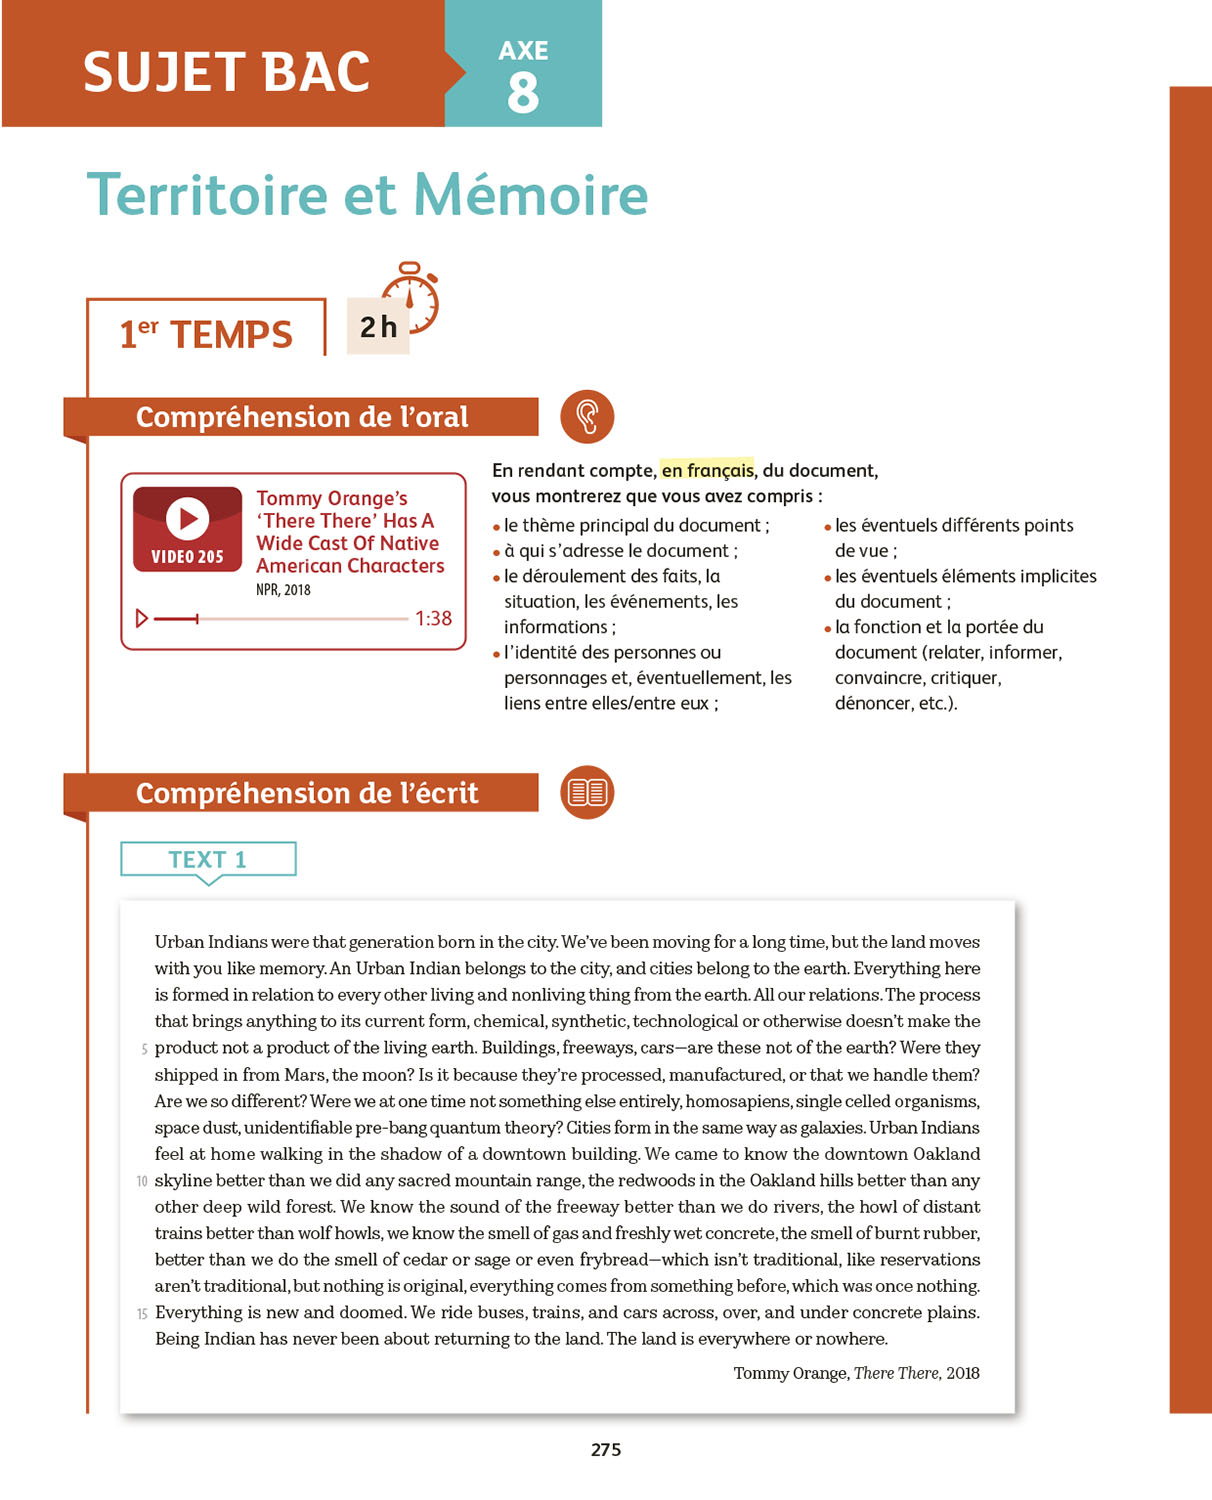 SUJET BAC
AXE
8
Territoire et Mémoire
1er TEMPS
2 h
Compréhension de l'oral
VIDEO 205
Tommy Orange's
'There There' Has A
Wide Cast Of Native
American Characters
NPR, 2018
1:38
En rendant compte, en français, du document,
vous montrerez que vous avez compris :
• le thème principal du document ;
• à qui s'adresse le document ;
• le déroulement des faits, la
situation, les événements, les
informations ;
• l'identité des personnes ou
personnages et, éventuellement, les
liens entre elles/entre eux ;
• les éventuels différents points
de vue ;
• les éventuels éléments implicites
du document ;
• la fonction et la portée du
document (relater, informer,
convaincre, critiquer,
dénoncer, etc.).
Compréhension de l'écrit
TEXT 1
Urban Indians were that generation born in the city. We've been moving for a long time, but the land moves
with you like memory. An Urban Indian belongs to the city, and cities belong to the earth. Everything here
is formed in relation to every other living and nonliving thing from the earth. All our relations. The process
that brings anything to its current form, chemical, synthetic, technological or otherwise doesn't make the
5 product not a product of the living earth. Buildings, freeways, cars—are these not of the earth? Were they
shipped in from Mars, the moon? Is it because they're processed, manufactured, or that we handle them?
Are we so different? Were we at one time not something else entirely, homosapiens, single celled organisms,
space dust, unidentifiable pre-bang quantum theory? Cities form in the same way as galaxies. Urban Indians
feel at home walking in the shadow of a downtown building. We came to know the downtown Oakland
10 skyline better than we did any sacred mountain range, the redwoods in the Oakland hills better than any
other deep wild forest. We know the sound of the freeway better than we do rivers, the howl of distant
trains better than wolf howls, we know the smell of gas and freshly wet concrete, the smell of burnt rubber,
better than we do the smell of cedar or sage or even frybread—which isn't traditional, like reservations
aren't traditional, but nothing is original, everything comes from something before, which was once nothing.
15 Everything is new and doomed. We ride buses, trains, and cars across, over, and under concrete plains.
Being Indian has never been about returning to the land. The land is everywhere or nowhere.
Tommy Orange, There There, 2018
275